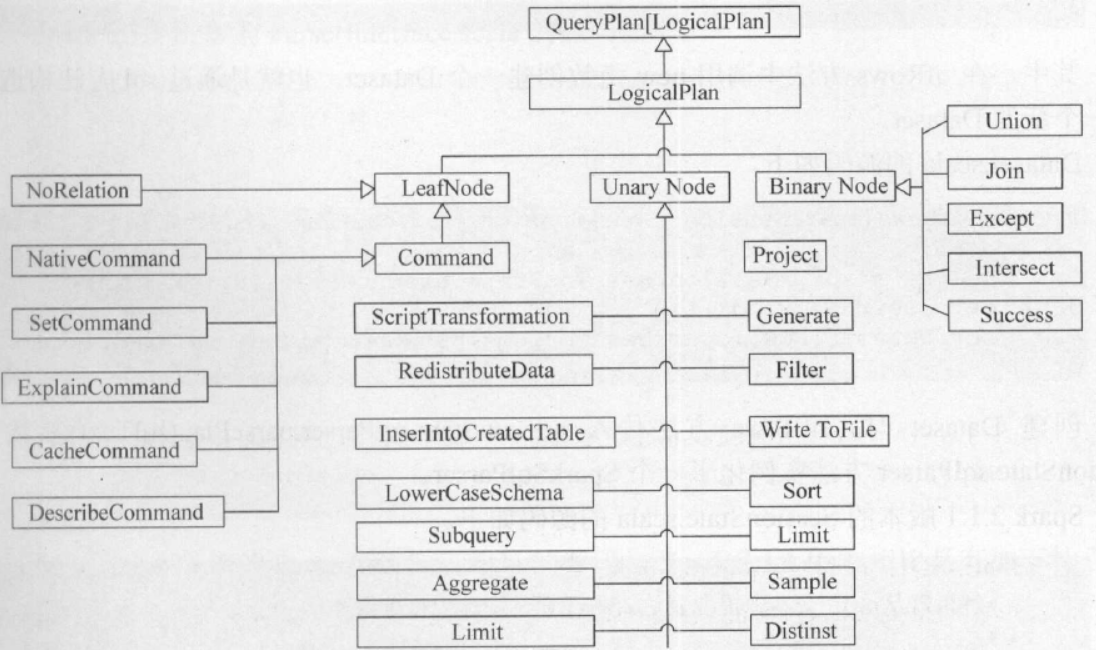 QueryPlan[LogicalPlan]
LogicalPlan
NoRelation
LeafNode
Unary Node
Binary Node
Union
Join
Except
Intersect
Success
NativeCommand
SetCommand
ExplainCommand
CacheCommand
DescribeCommand
Command
Project
ScriptTransformation
Generate
RedistributeData
Filter
InserIntoCreatedTable
Write ToFile
LowerCaseSchema
Sort
Subquery
Limit
Aggregate
Sample
Limit
Distinst